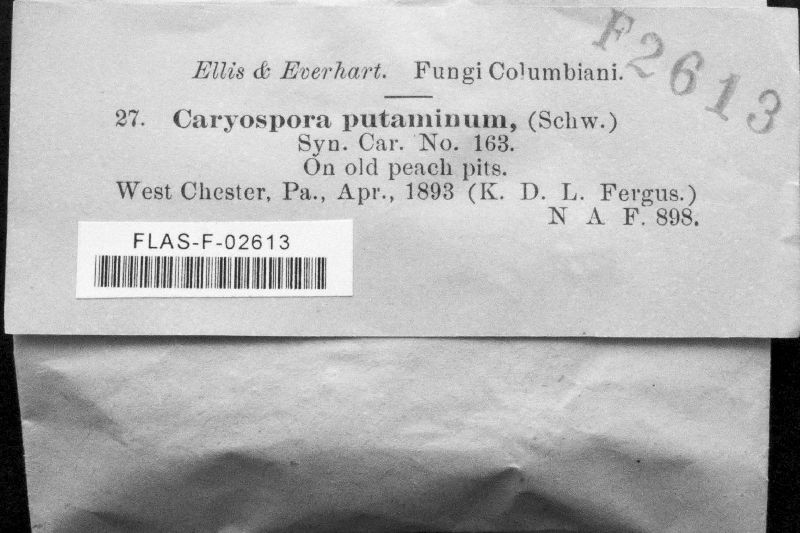 F2613
Ellis & Everhart. Fungi Columbiani.
27. Caryospora putaminum, (Schw.)
Syn. Car. No. 163.
On old peach pits.
West Chester, Pa., Apr., 1893 (K. D. L. Fergus.)
N A F. 898.
FLAS-F-02613